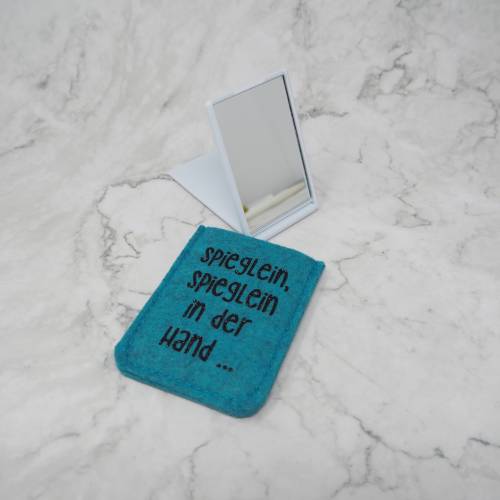 spieglein,
spieglein
in der
Hand ...